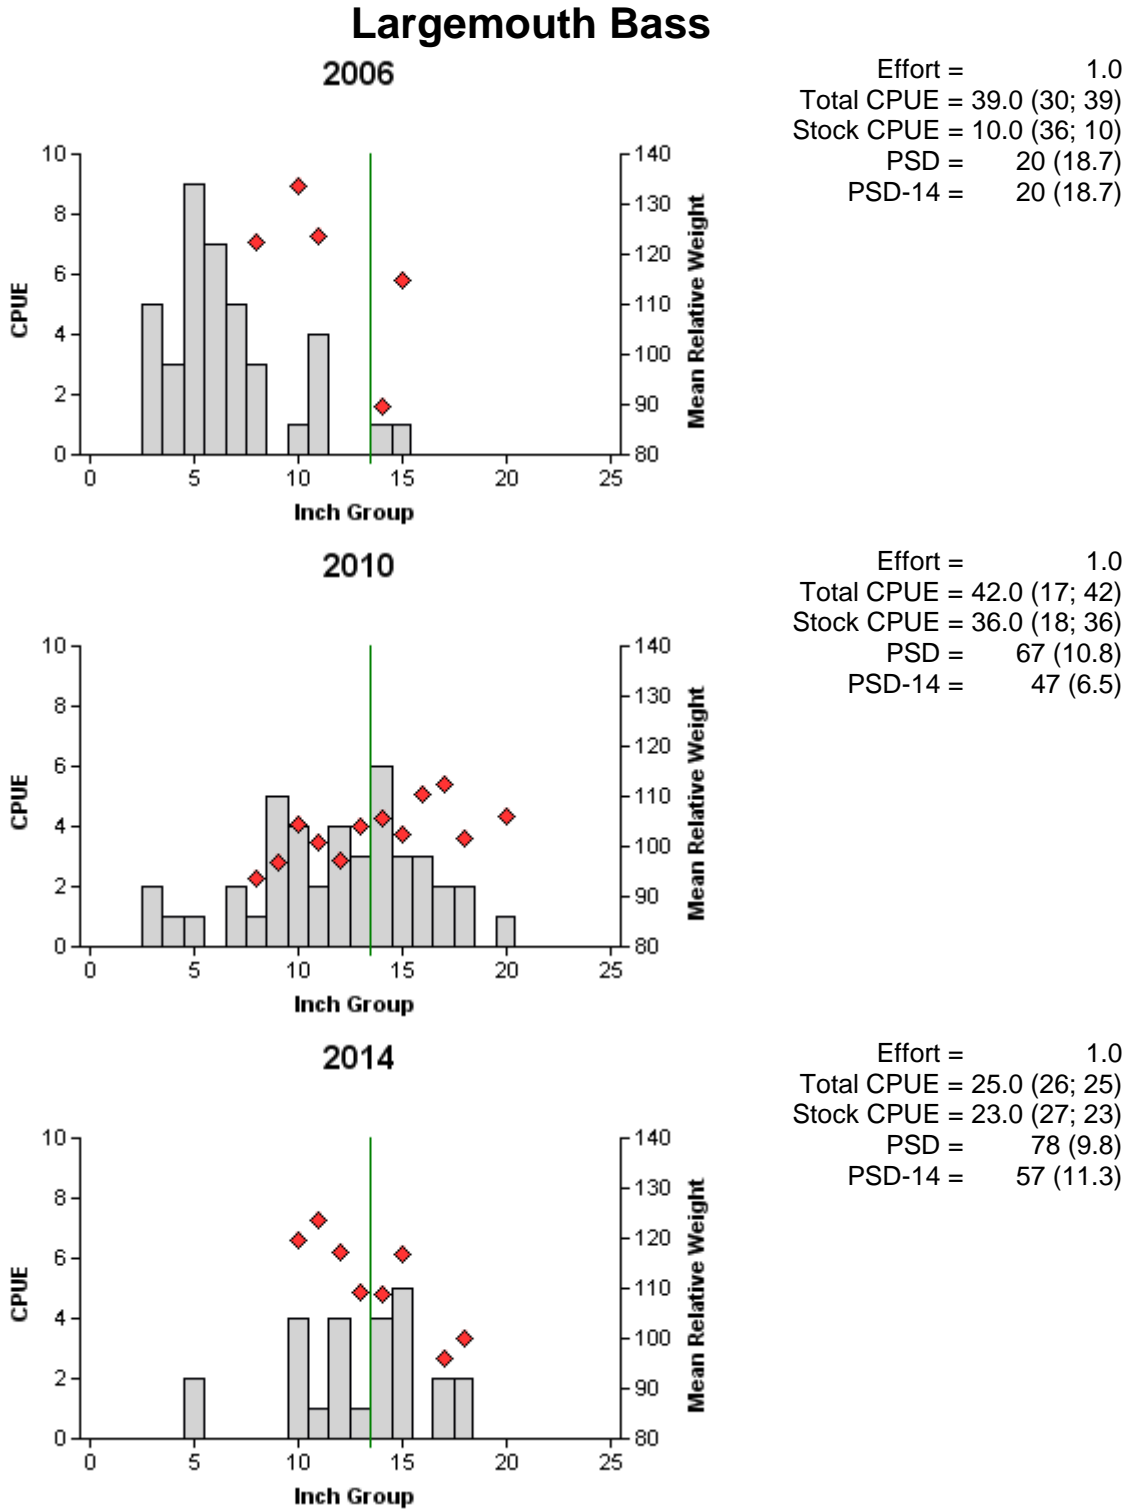 Largemouth Bass
2006
Effort = 1.0
Total CPUE = 39.0 (30; 39)
Stock CPUE = 10.0 (36; 10)
PSD = 20 (18.7)
PSD-14 = 20 (18.7)
10
8
6
4
2
0
CPUE
140
130
120
110
100
90
80
Mean Relative Weight
0 5 10 15 20 25
Inch Group
2010
Effort = 1.0
Total CPUE = 42.0 (17; 42)
Stock CPUE = 36.0 (18; 36)
PSD = 67 (10.8)
PSD-14 = 47 (6.5)
10
8
6
4
2
0
CPUE
140
130
120
110
100
90
80
Mean Relative Weight
0 5 10 15 20 25
Inch Group
2014
Effort = 1.0
Total CPUE = 25.0 (26; 25)
Stock CPUE = 23.0 (27; 23)
PSD = 78 (9.8)
PSD-14 = 57 (11.3)
10
8
6
4
2
0
CPUE
140
130
120
110
100
90
80
Mean Relative Weight
0 5 10 15 20 25
Inch Group